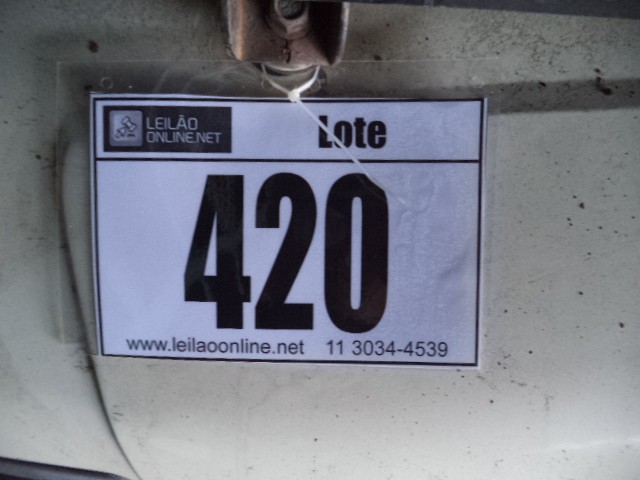 LEILÃO
ONLINE.NET
Lote
420
www.leilaoonline.net 11 3034-4539